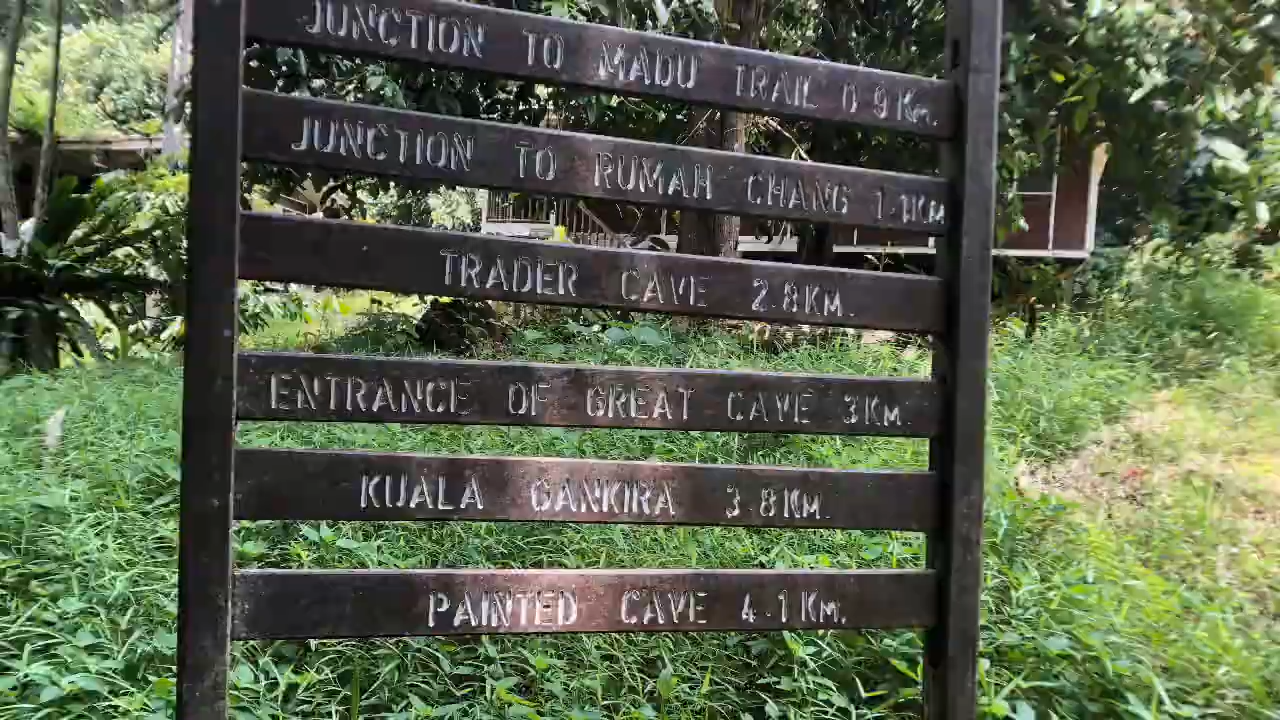 JUNCTION TO MADU TRAIL 0.9KM.
JUNCTION TO RUMAH CHANG 1.1KM
TRADER CAVE 2.8KM.
ENTRANCE OF GREAT CAVE 3KM.
KUALA GANKIRA 3.8KM.
PAINTED CAVE 4.1KM.